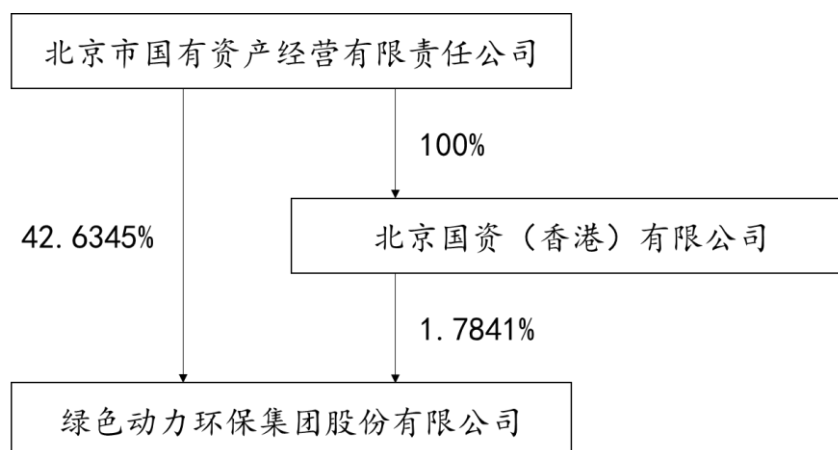 北京市国有资产经营有限责任公司
100%
42.6345%
北京国资（香港）有限公司
1.7841%
绿色动力环保集团股份有限公司